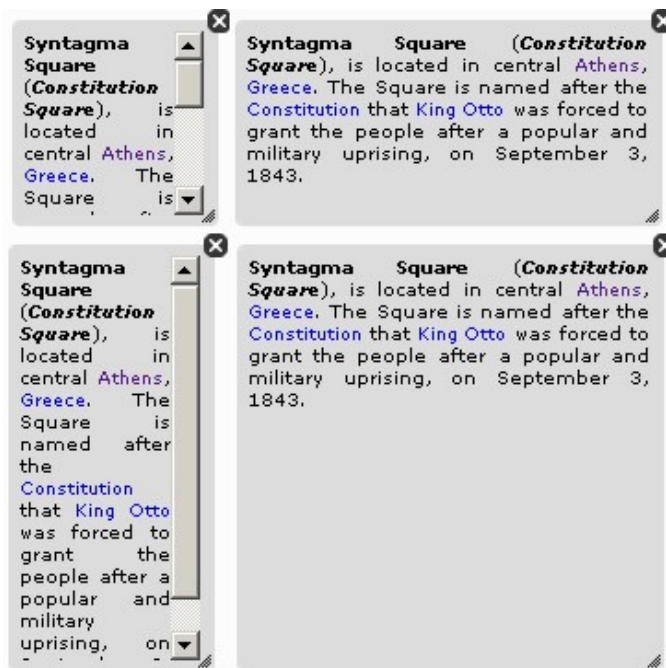 Syntagma
Square
(Constitution
Square), is
located in
central Athens,
Greece. The
Square is
Syntagma Square (Constitution
Square), is located in central Athens,
Greece. The Square is named after the
Constitution that King Otto was forced to
grant the people after a popular and
military uprising, on September 3,
1843.
Syntagma
Square
(Constitution
Square), is
located in
central Athens,
Greece. The
Square is
named after
the
Constitution
that King Otto
was forced to
grant the
people after a
popular and
military
uprising, on
Syntagma Square (Constitution
Square), is located in central Athens,
Greece. The Square is named after the
Constitution that King Otto was forced to
grant the people after a popular and
military uprising, on September 3,
1843.